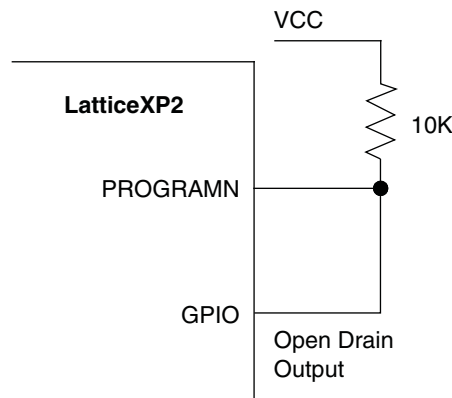 VCC
LatticeXP2
10K
PROGRAMN
GPIO
Open Drain
Output